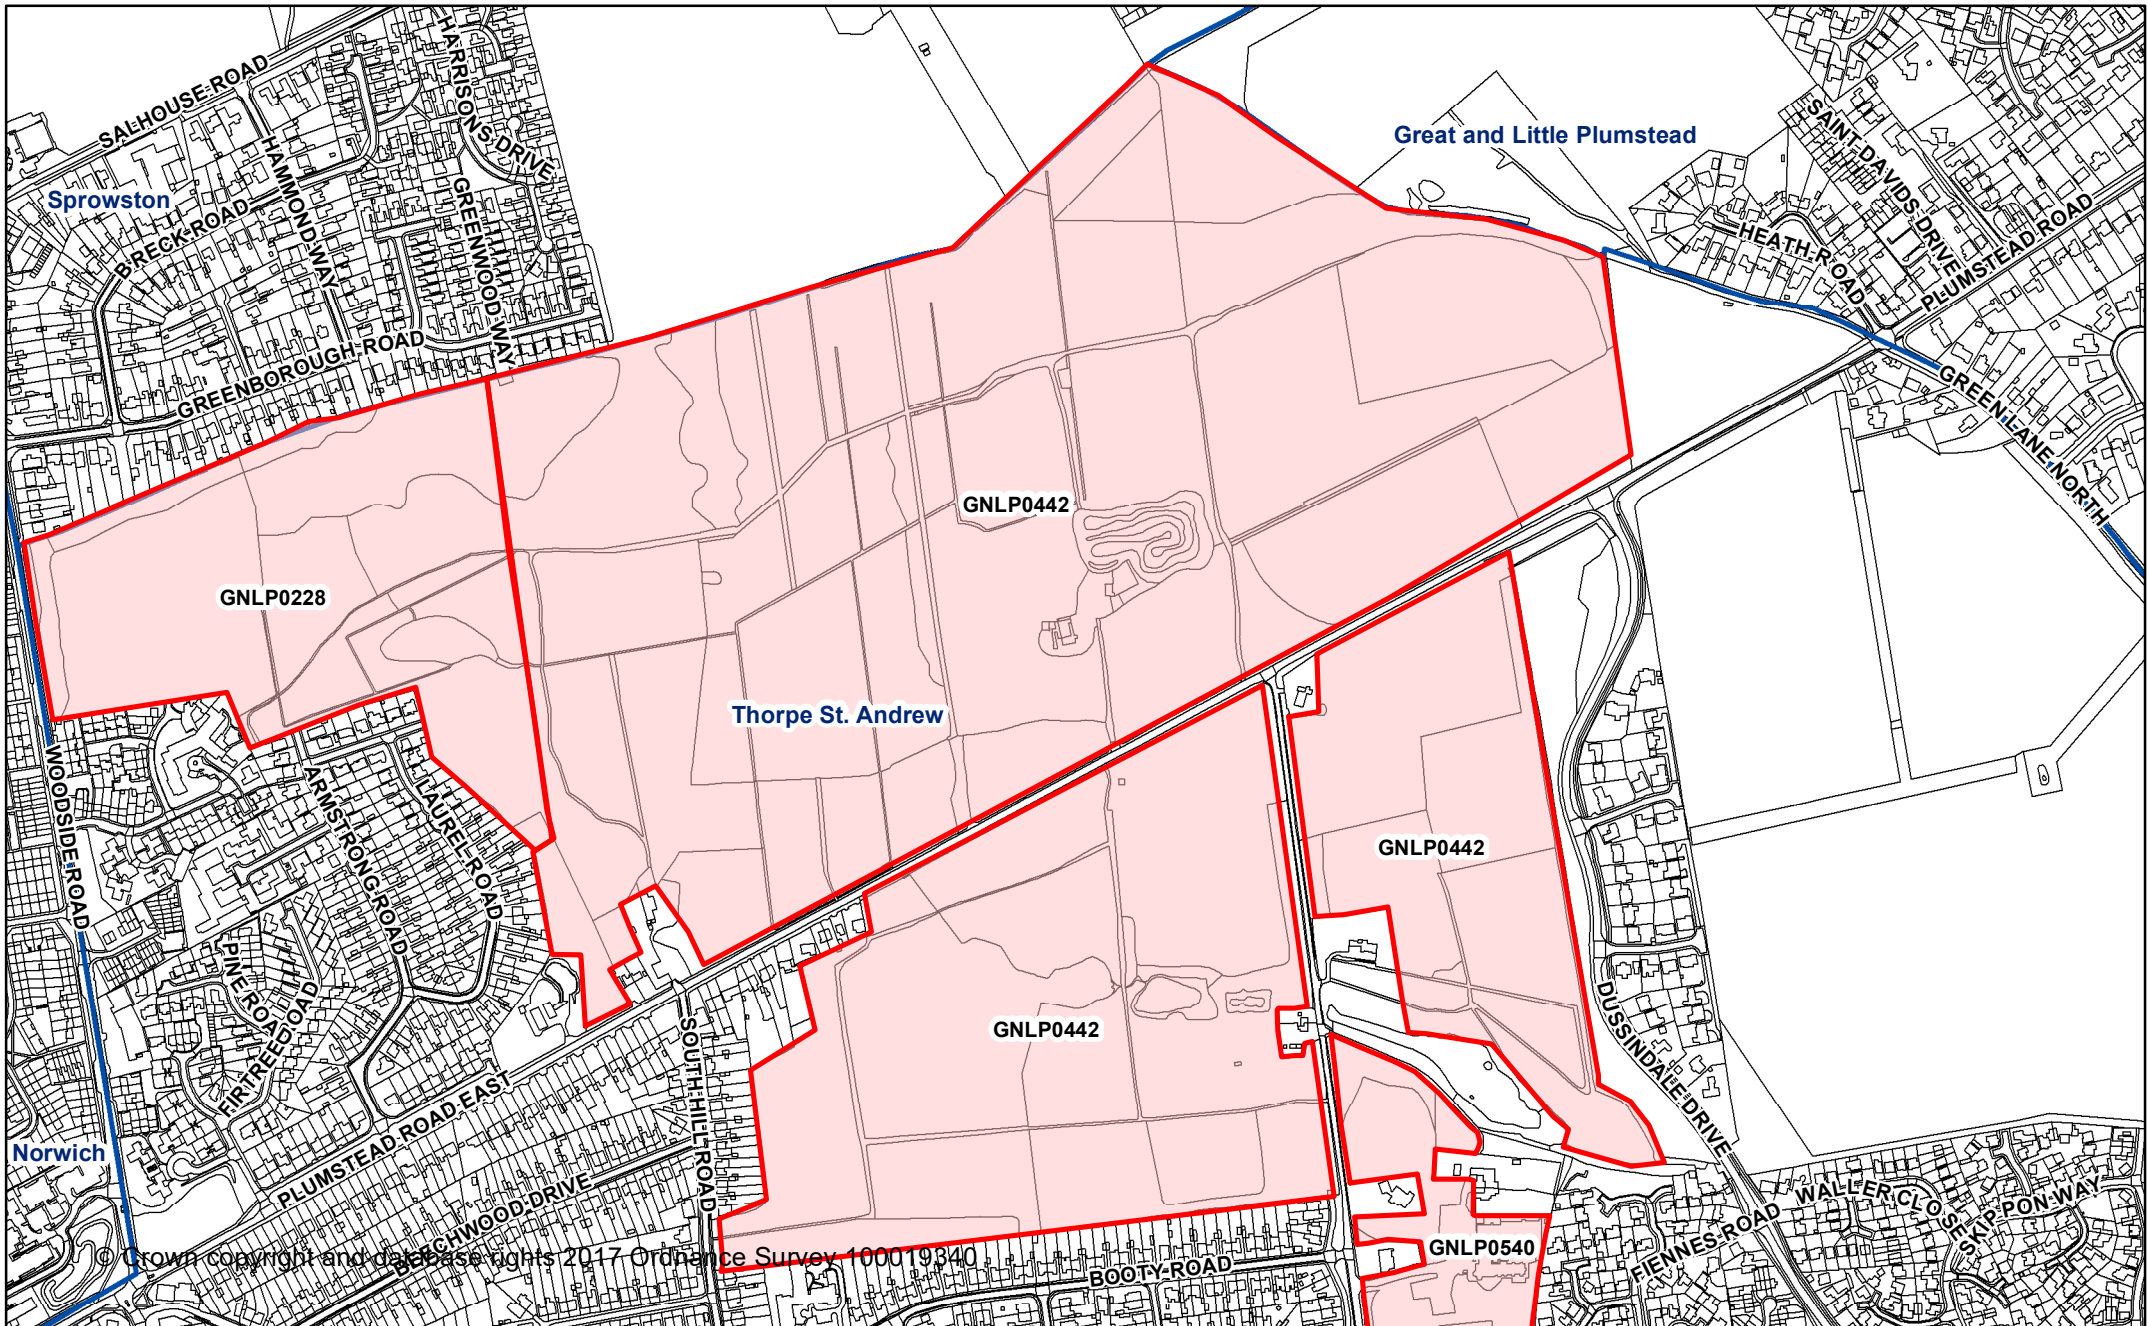 HARRISONS DRIVE
SALHOUSE ROAD
Great and Little Plumstead
SAINT DAVIDS DRIVE
HAMMOND WAY
Sprowston
GREENWOOD WAY
BRECK ROAD
HEATH ROAD
PLUMSTEAD ROAD
GREENBOROUGH ROAD
GREEN LANE NORTH
GNLP0442
GNLP0228
Thorpe St. Andrew
WOODSIDE ROAD
ARMSTRONG ROAD
LAUREL ROAD
GNLP0442
PINE ROAD
FIRTREE ROAD
GNLP0442
DUSSINDALE DRIVE
SOUTH HILL ROAD
PLUMSTEAD ROAD EAST
Norwich
BEECHWOOD DRIVE
WALLER CLOSE
SKIPPON WAY
FIENNES ROAD
GNLP0540
BOOTY ROAD
© Crown copyright and database rights 2017 Ordnance Survey 100019340